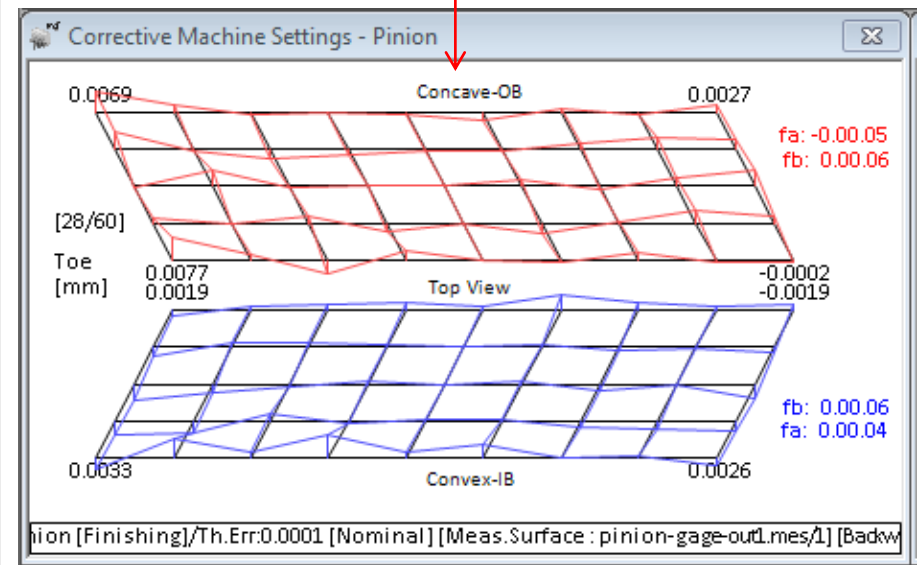 Corrective Machine Settings - Pinion
0.0069 Concave-OB 0.0027
fa: -0.00.05
fb: 0.00.06
[28/60]
Toe
[mm]
0.0077 -0.0002
0.0019 Top View -0.0019
fb: 0.00.06
fa: 0.00.04
0.0033 Convex-IB 0.0026
nion [Finishing]/Th.Err:0.0001 [Nominal] [Meas.Surface : pinion-gage-out1.mes/1] [Backw